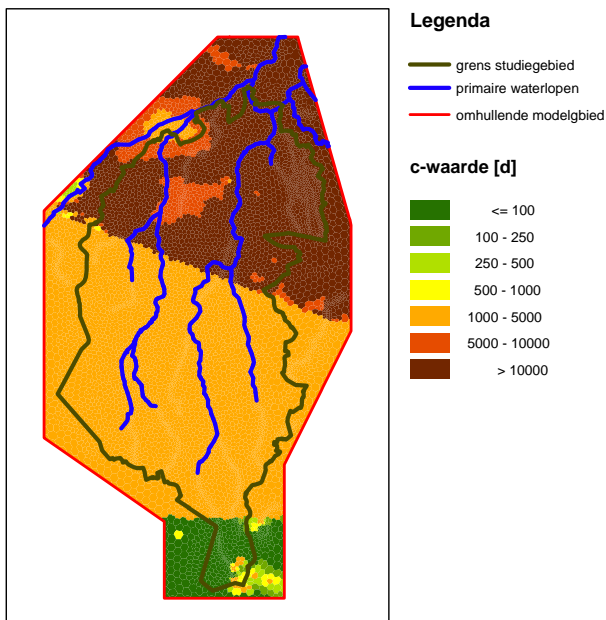 Legenda
grens studiegebied
primaire waterlopen
omhullende modelgbied
c-waarde [d]
<= 100
100 - 250
250 - 500
500 - 1000
1000 - 5000
5000 - 10000
> 10000